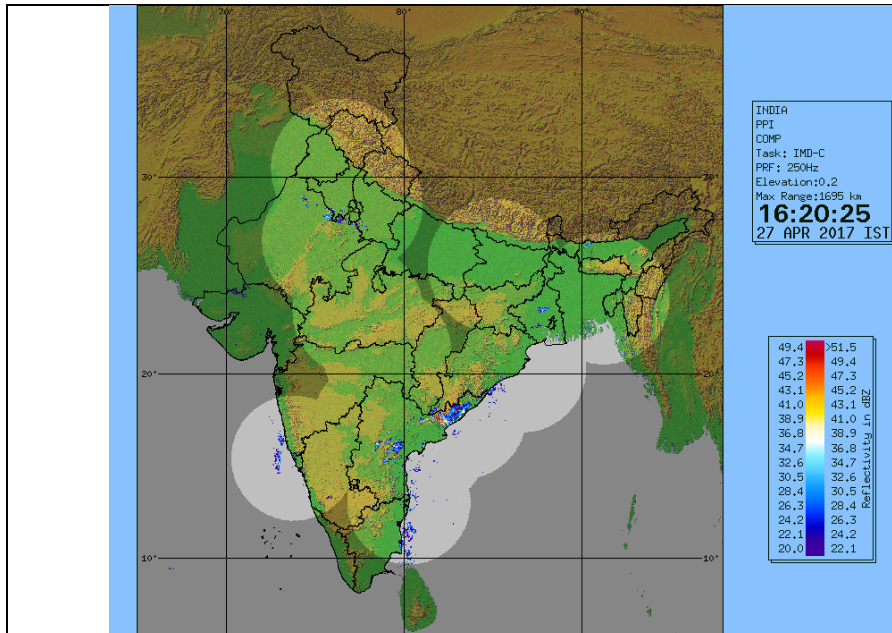 70° 80° 90°
30° 30°
20° 20°
10° 10°
INDIA
PPI
COMP
Task: IMD-C
PRF: 250Hz
Elevation:0.2
Max Range:1695 km
16:20:25
27 APR 2017 IST
49.4 >51.5
47.3 49.4
45.2 47.3
43.1 45.2
41.0 43.1
38.9 41.0
36.8 38.9
34.7 36.8
32.6 34.7
30.5 32.6
28.4 30.5
26.3 28.4
24.2 26.3
22.1 24.2
20.0 22.1
Reflectivity in dBZ